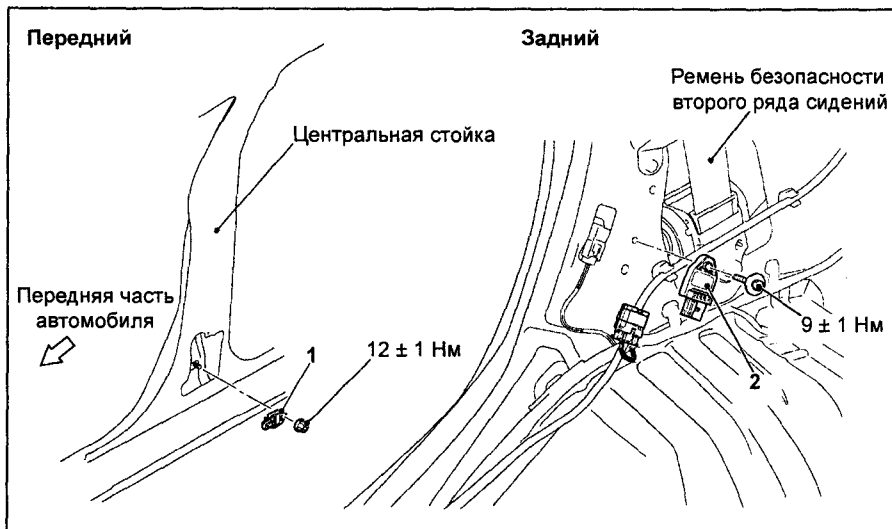 Передний
Задний
Ремень безопасности
второго ряда сидений
Центральная стойка
Передняя часть
автомобиля
1
12 ± 1 Нм
9 ± 1 Нм
2